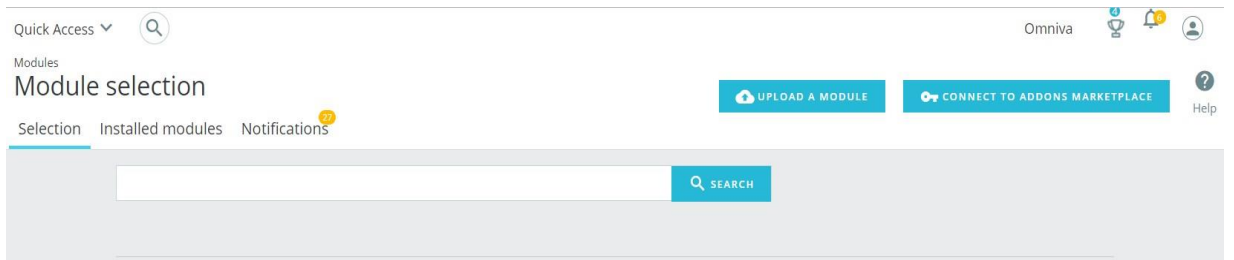 Quick Access
Omniva
4
6
Modules
Module selection
UPLOAD A MODULE
CONNECT TO ADDONS MARKETPLACE
Help
Selection Installed modules Notifications 27
SEARCH